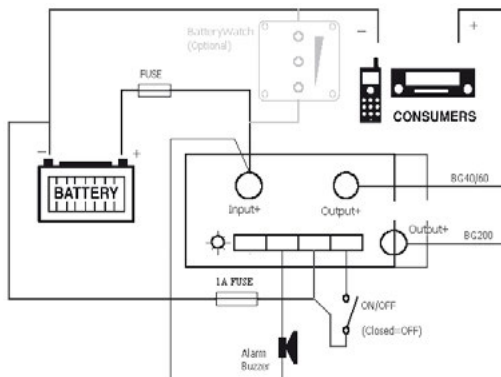 BatteryWatch
(Optional)
-
+
FUSE
CONSUMERS
-
+
BATTERY
BG40/60
Input+
Output+
Output+
BG200
1A FUSE
ON/OFF
(Closed=OFF)
Alarm
Buzzer